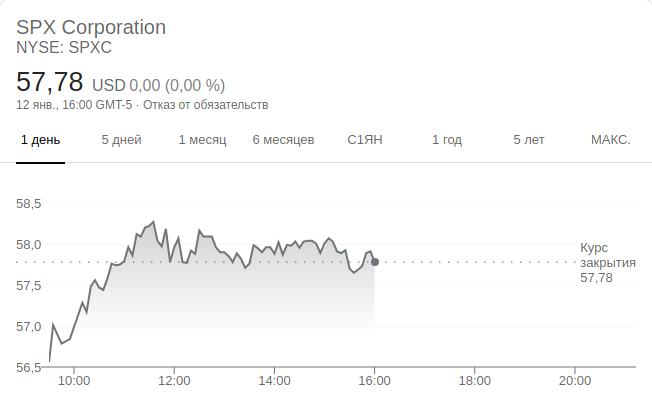 SPX Corporation
NYSE: SPXC
57,78 USD 0,00 (0,00 %)
12 янв., 16:00 GMT-5 · Отказ от обязательств
1 день 5 дней 1 месяц 6 месяцев С1ЯН 1 год 5 лет МАКС.
58,5
58,0
57,5
57,0
56,5
Курс
закрытия
57,78
10:00 12:00 14:00 16:00 18:00 20:00